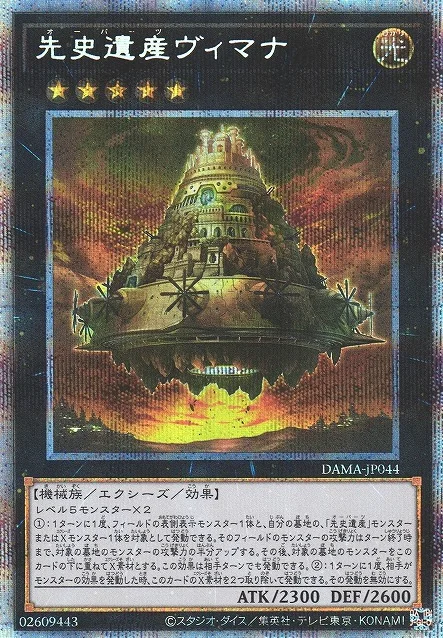 オーパーツ
先史遺産ヴィマナ
光
DAMA-JP044
【機械族／エクシーズ／効果】
レベル5モンスター×2
①：1ターンに1度、フィールドの表側表示モンスター1体と、自分の墓地の、「先史遺産」モンスター
またはXモンスター1体を対象として発動できる。そのフィールドのモンスターの攻撃力はターン終了時
まで、対象の墓地のモンスターの攻撃力の半分アップする。その後、対象の墓地のモンスターをこの
カードの下に重ねてX素材とする。この効果は相手ターンでも発動できる。②：1ターンに1度、相手が
モンスターの効果を発動した時、このカードのX素材を2つ取り除いて発動できる。その発動を無効にする。
ATK/2300 DEF/2600
02609443
©スタジオ・ダイス／集英社・テレビ東京・KONAMI